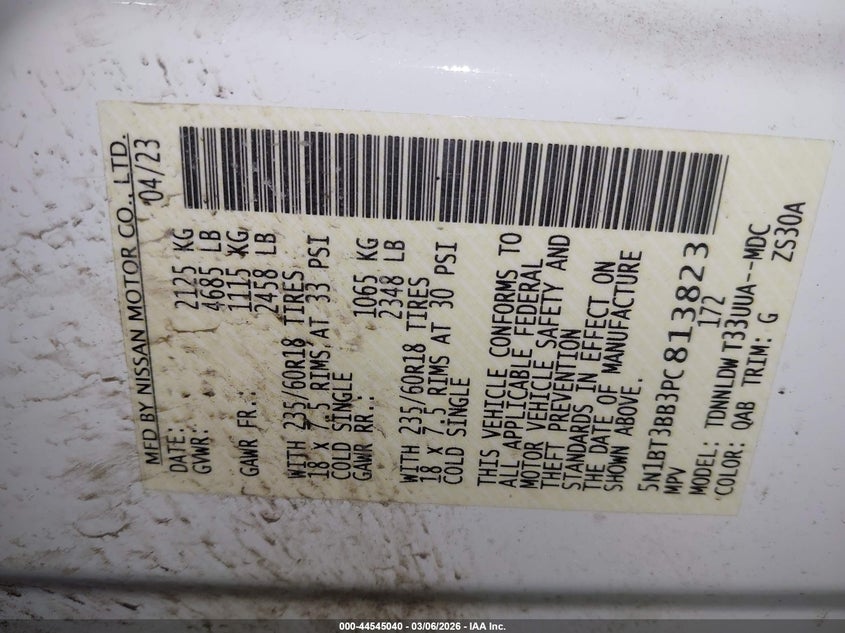 MFD BY NISSAN MOTOR CO., LTD.
DATE: 04/23
GVWR: 2125 KG
4685 LB
GAWR FR.: 1115 KG
2458 LB
WITH 235/60R18 TIRES
18 X 7.5 RIMS AT 33 PSI
COLD SINGLE
GAWR RR.: 1065 KG
2348 LB
WITH 235/60R18 TIRES
18 X 7.5 RIMS AT 30 PSI
COLD SINGLE
THIS VEHICLE CONFORMS TO
ALL APPLICABLE FEDERAL
MOTOR VEHICLE SAFETY AND
THEFT PREVENTION
STANDARDS IN EFFECT ON
THE DATE OF MANUFACTURE
SHOWN ABOVE.
5N1BT3BB3PC813823
MPV 172
MODEL: TDNNLDWT33UUA--MDC
COLOR: QAB TRIM: G ZS30A
000-44545040 - 03/06/2026 - IAA Inc.